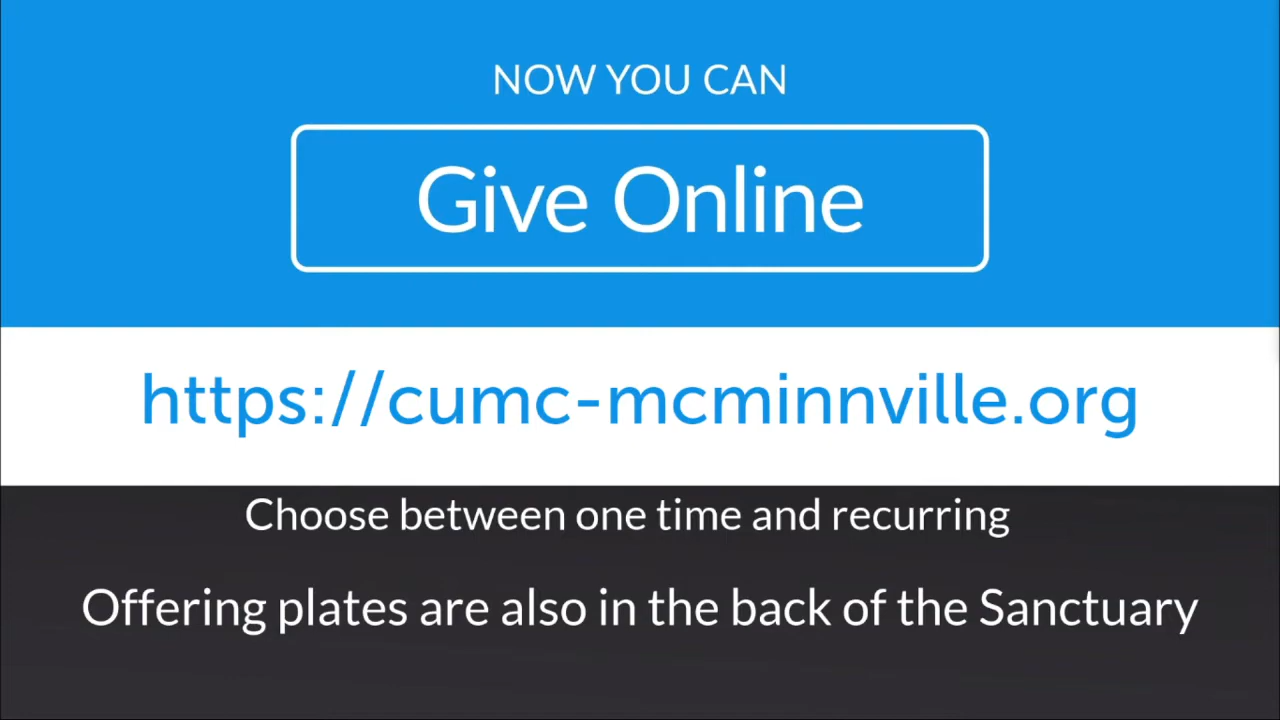 NOW YOU CAN
Give Online
https://cumc-mcminnville.org
Choose between one time and recurring
Offering plates are also in the back of the Sanctuary